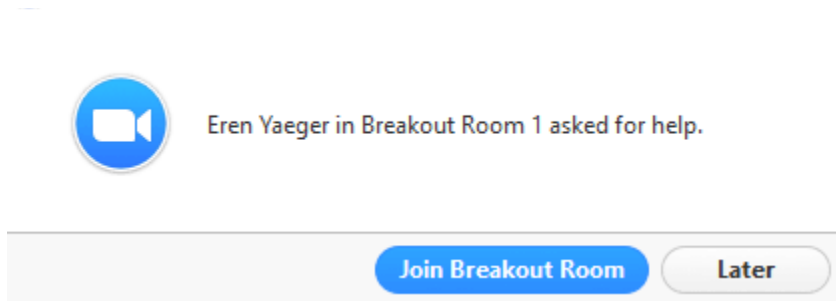 Eren Yaeger in Breakout Room 1 asked for help.
Join Breakout Room
Later